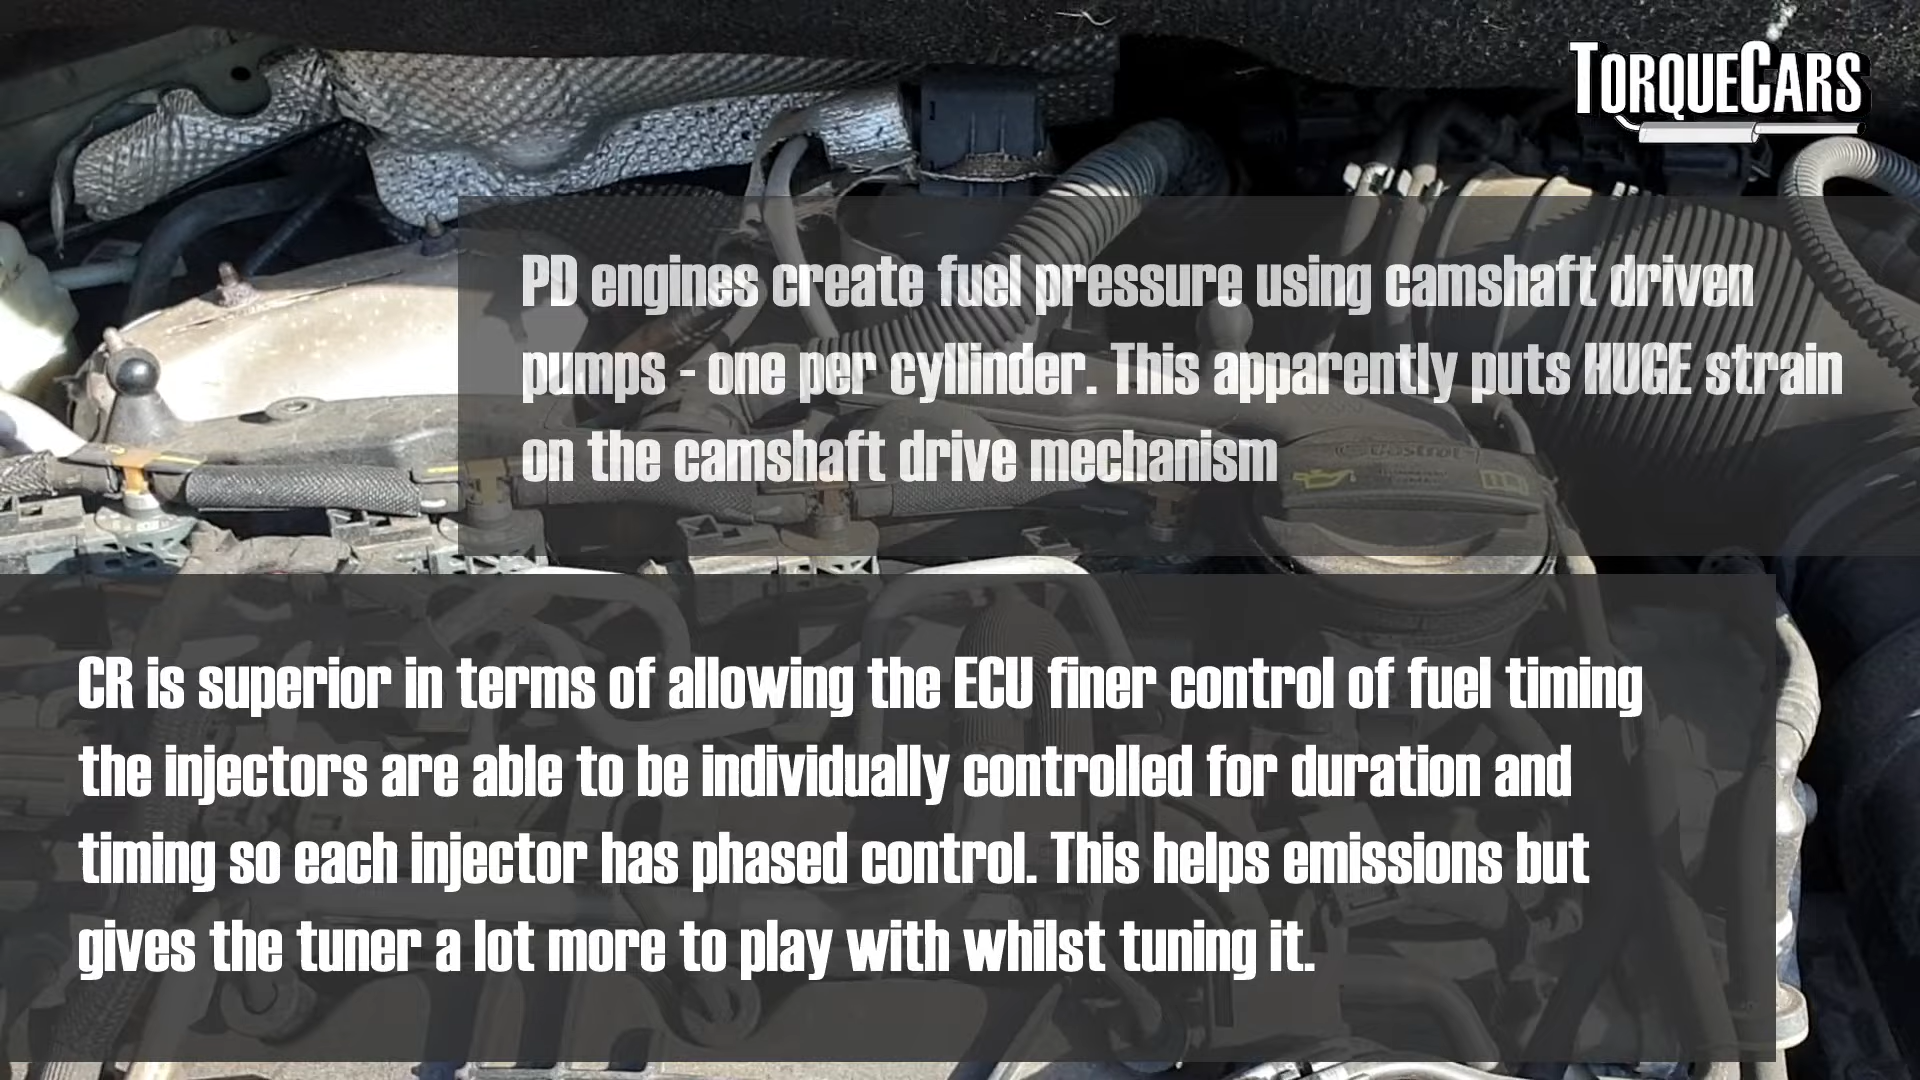 TORQUECARS
PD engines create fuel pressure using camshaft driven
pumps - one per cyllinder. This apparently puts HUGE strain
on the camshaft drive mechanism
Castrol
CR is superior in terms of allowing the ECU finer control of fuel timing
the injectors are able to be individually controlled for duration and
timing so each injector has phased control. This helps emissions but
gives the tuner a lot more to play with whilst tuning it.